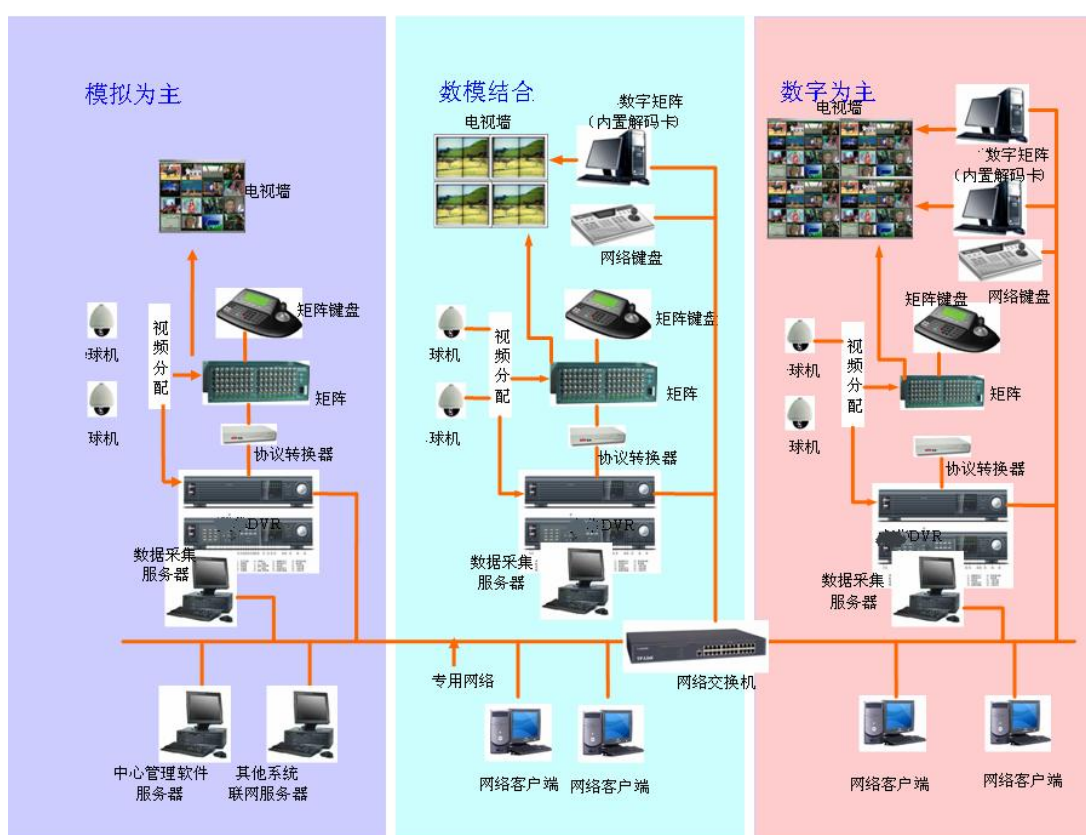 模拟为主
电视墙
矩阵键盘
球机
视
频
分
配
矩阵
球机
协议转换器
DVR
数据采集
服务器
中心管理软件
服务器
其他系统
联网服务器
专用网络
数模结合
电视墙
数字矩阵
(内置解码卡)
网络键盘
矩阵键盘
球机
视
频
分
配
矩阵
球机
协议转换器
DVR
数据采集
服务器
网络交换机
网络客户端
网络客户端
数字为主
电视墙
数字矩阵
(内置解码卡)
网络键盘
矩阵键盘
球机
视
频
分
配
矩阵
球机
协议转换器
DVR
数据采集
服务器
网络客户端
网络客户端